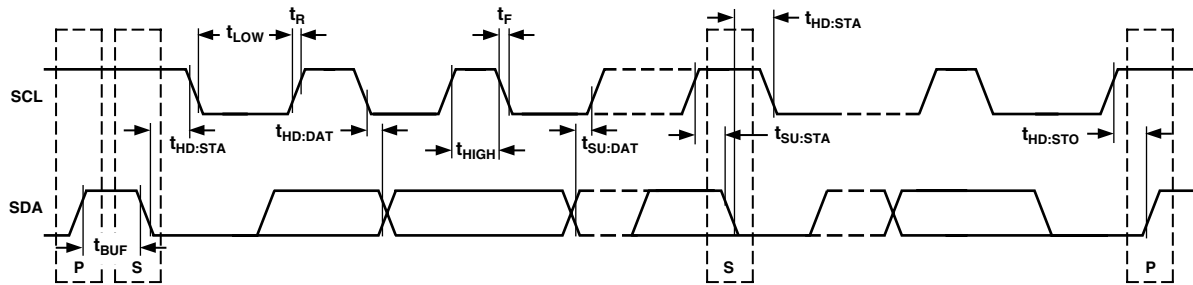 tR
tF
tHD:STA
tLOW
SCL
tHD:STA
tHD:DAT
tHIGH
tSU:DAT
tSU:STA
tHD:STO
SDA
tBUF
P
S
S
P